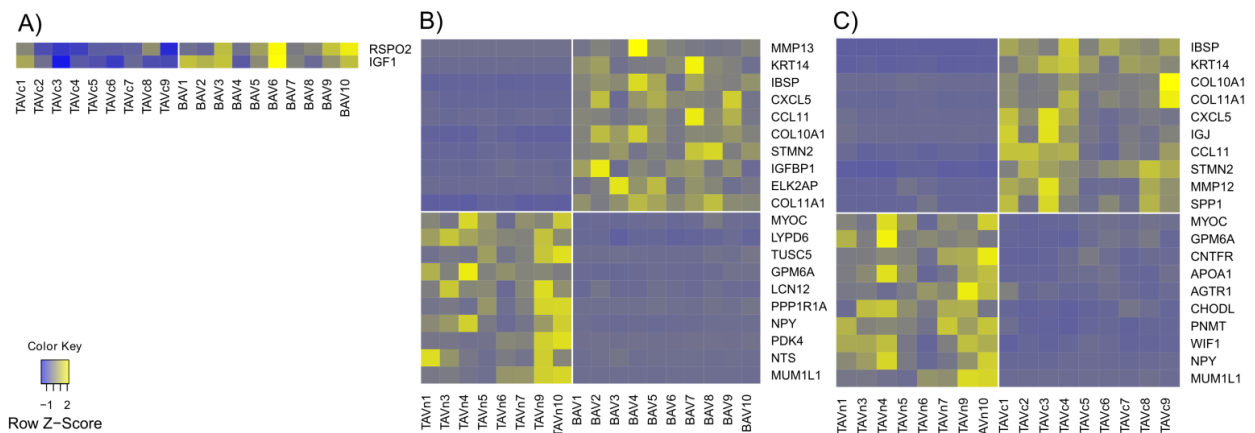 A)
RSPO2
IGF1
TAVc1
TAVc2
TAVc3
TAVc4
TAVc5
TAVc6
TAVc7
TAVc8
TAVc9
BAV1
BAV2
BAV3
BAV4
BAV5
BAV6
BAV7
BAV8
BAV9
BAV10
Color Key
−1 2
Row Z−Score
B)
MMP13
KRT14
IBSP
CXCL5
CCL11
COL10A1
STMN2
IGFBP1
ELK2AP
COL11A1
MYOC
LYPD6
TUSC5
GPM6A
LCN12
PPP1R1A
NPY
PDK4
NTS
MUM1L1
TAVn1
TAVn3
TAVn4
TAVn5
TAVn6
TAVn7
TAVn9
TAVn10
BAV1
BAV2
BAV3
BAV4
BAV5
BAV6
BAV7
BAV8
BAV9
BAV10
C)
IBSP
KRT14
COL10A1
COL11A1
CXCL5
IGJ
CCL11
STMN2
MMP12
SPP1
MYOC
GPM6A
CNTFR
APOA1
AGTR1
CHODL
PNMT
WIF1
NPY
MUM1L1
TAVn1
TAVn3
TAVn4
TAVn5
TAVn6
TAVn7
TAVn9
AVn10
TAVc1
TAVc2
TAVc3
TAVc4
TAVc5
TAVc6
TAVc7
TAVc8
TAVc9